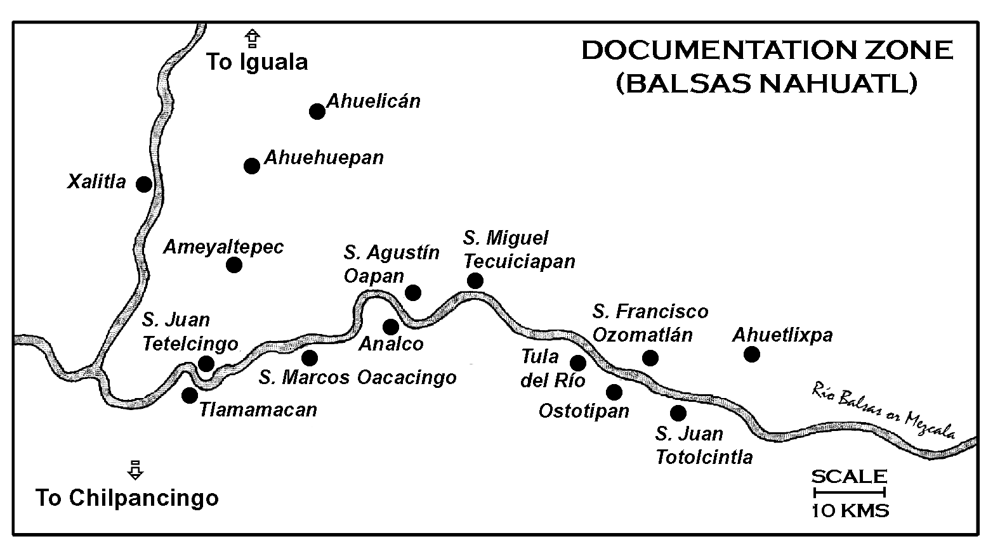 DOCUMENTATION ZONE
(BALSAS NAHUATL)
To Iguala
Ahuelicán
Ahuehuepan
Xalitla
Ameyaltepec
S. Agustín
Oapan
S. Miguel
Tecuiciapan
S. Juan
Tetelcingo
Analco
S. Marcos Oacacingo
Tlamamacan
S. Francisco
Ozomatlán
Ahuetlixpa
Tula
del Río
Ostotipan
S. Juan
Totolcintla
Río Balsas or Mezcala
To Chilpancingo
SCALE
10 KMS